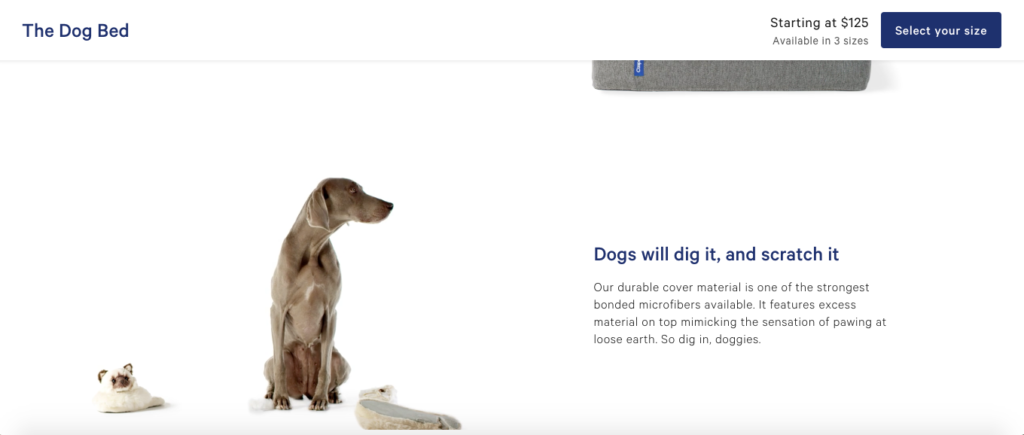 The Dog Bed
Starting at $125
Available in 3 sizes
Select your size
Dogs will dig it, and scratch it
Our durable cover material is one of the strongest
bonded microfibers available. It features excess
material on top mimicking the sensation of pawing at
loose earth. So dig in, doggies.